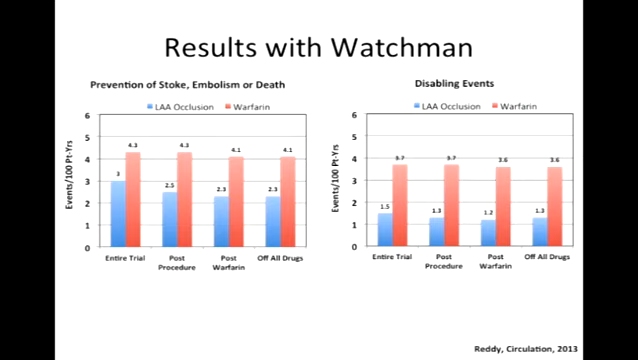 Results with Watchman
Prevention of Stoke, Embolism or Death
LAA Occlusion Warfarin
Events/100 Pt-Yrs
6
5
4
3
2
1
0
3 4.3 2.5 4.3 2.3 4.1 2.3 4.1
Entire Trial
Post Procedure
Post Warfarin
Off All Drugs
Disabling Events
LAA Occlusion Warfarin
Events/100 Pt-Yrs
6
5
4
3
2
1
0
1.5 3.7 1.3 3.7 1.2 3.6 1.3 3.6
Entire Trial
Post Procedure
Post Warfarin
Off All Drugs
Reddy, Circulation, 2013